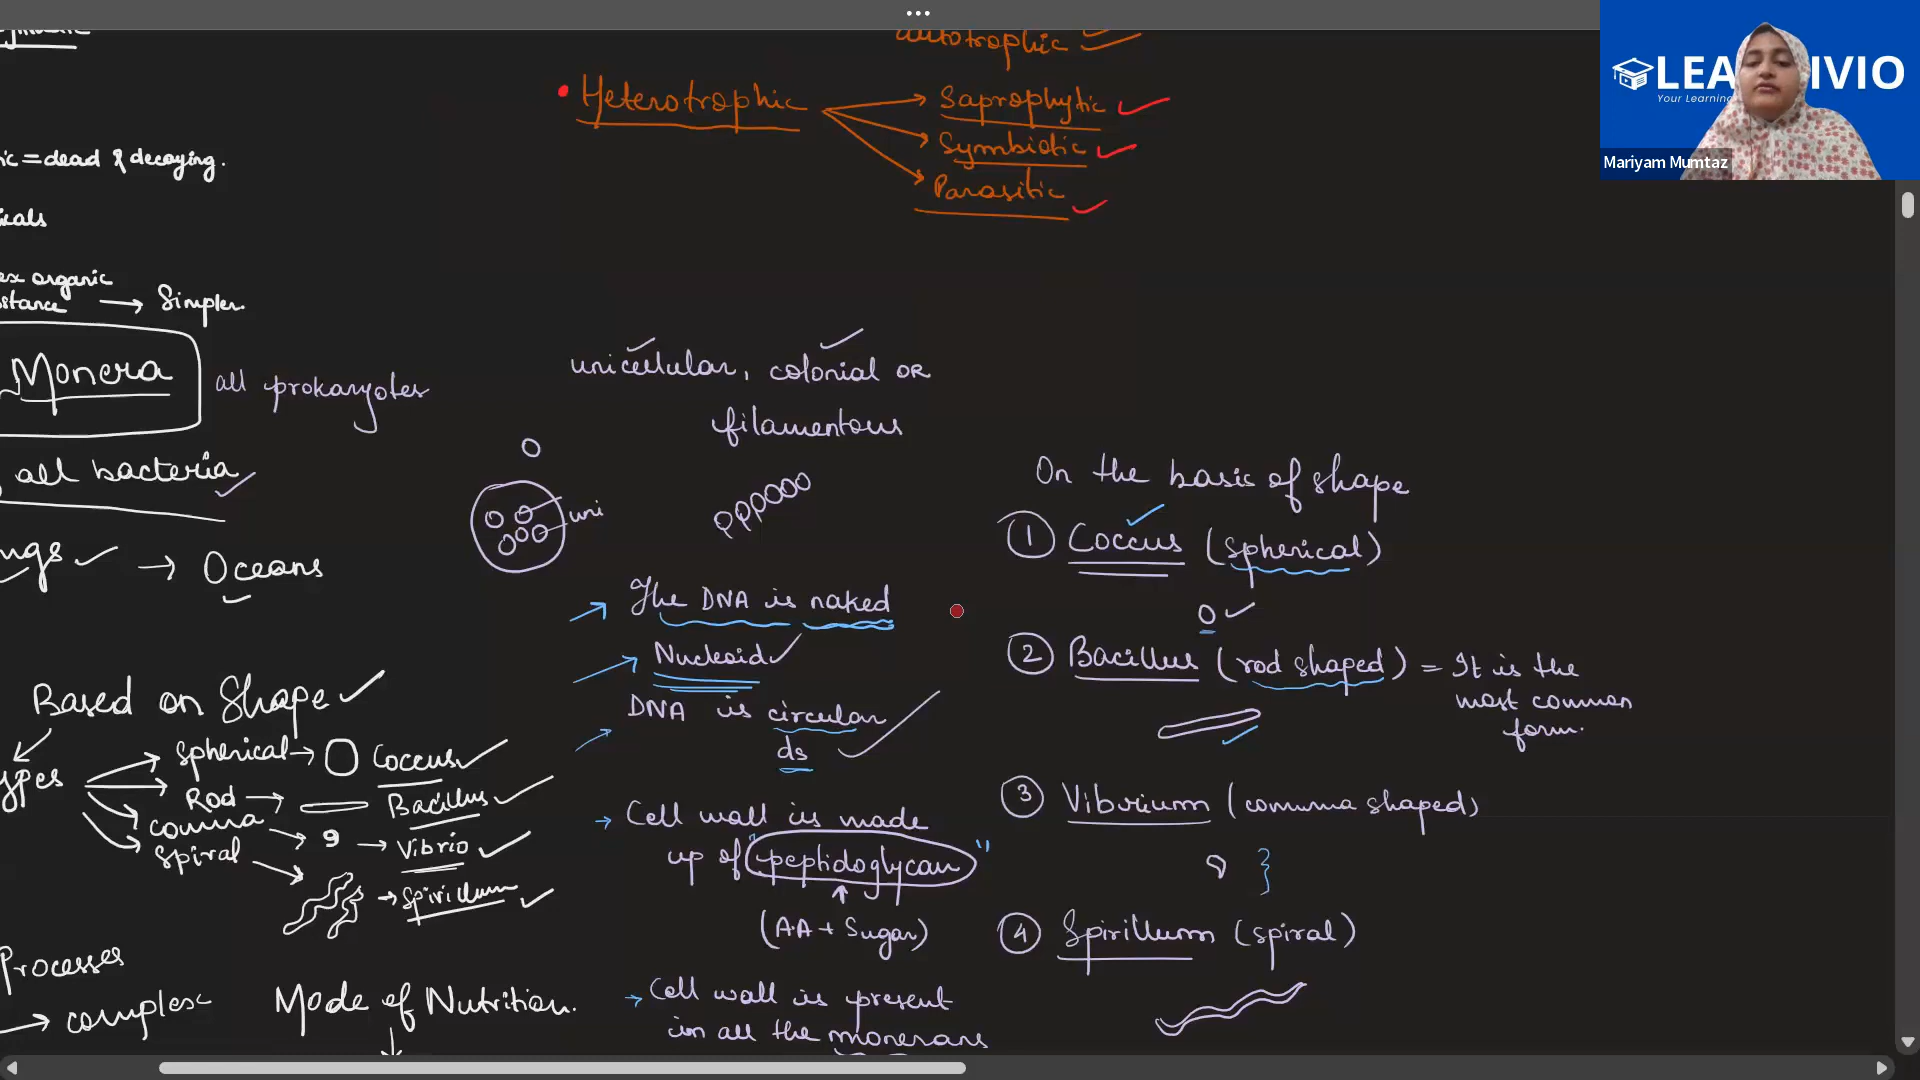 autotrophic
• Heterotrophic
Saprophytic
Symbiotic
Parasitic
= dead & decaying.
organic
→ Simpler
Monera
all prokaryotes
all bacteria
→ Oceans
unicellular, colonial OR
filamentous
uni
The DNA is naked
Nucleoid
DNA is circular
ds
Cell wall is made
up of "peptidoglycan"
(AA + Sugar)
→ Cell wall is present
in all the monerans
Based on Shape
Spherical → Coccus
Rod → Bacillus
comma → 9 → Vibrio
Spiral → Spirillum
Processes
→ complex
Mode of Nutrition.
On the basic of shape
① Coccus (spherical)
② Bacillus (rod shaped) = It is the
most common
form.
③ Vibrium (comma shaped)
④ Spirillum (spiral)
LEA IVIO
Your Learning
Mariyam Mumtaz